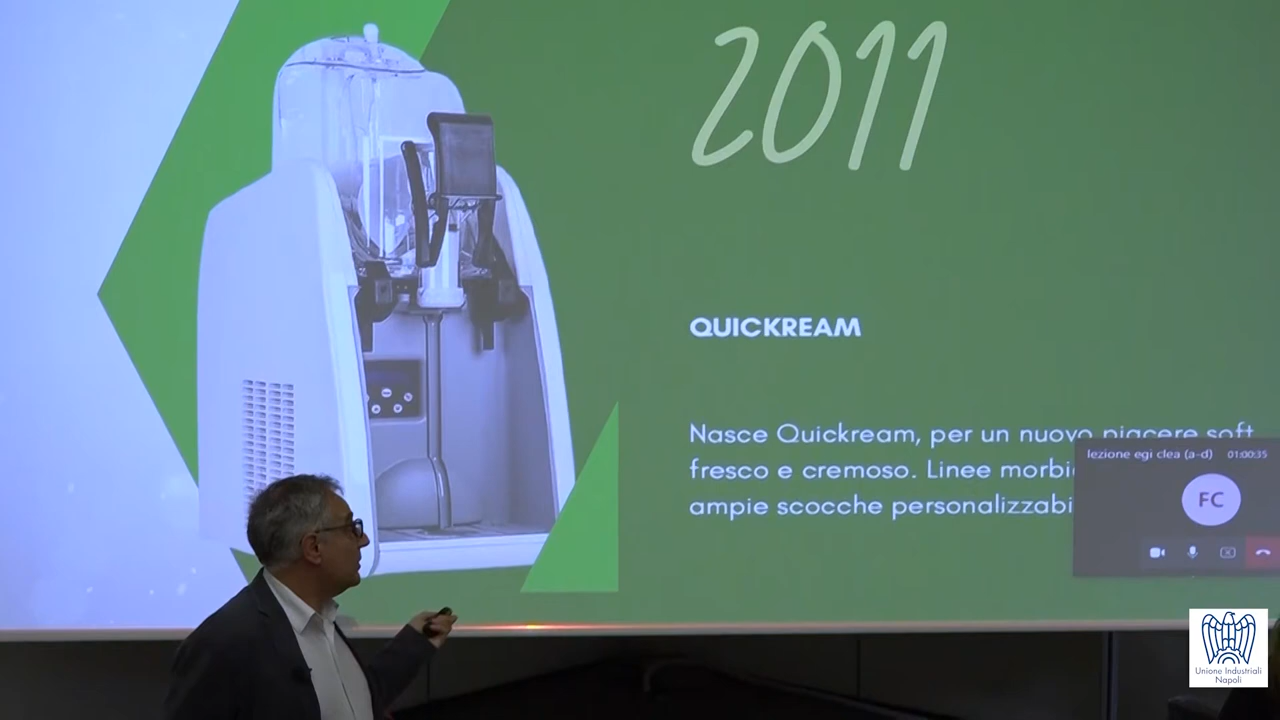 2011
QUICKREAM
Nasce Quickream, per un nuovo piacere soft,
fresco e cremoso. Linee morbi
ampie scocche personalizzabi
lezione egi clea (a-d) 01:00:35
FC
Unione Industriali
Napoli